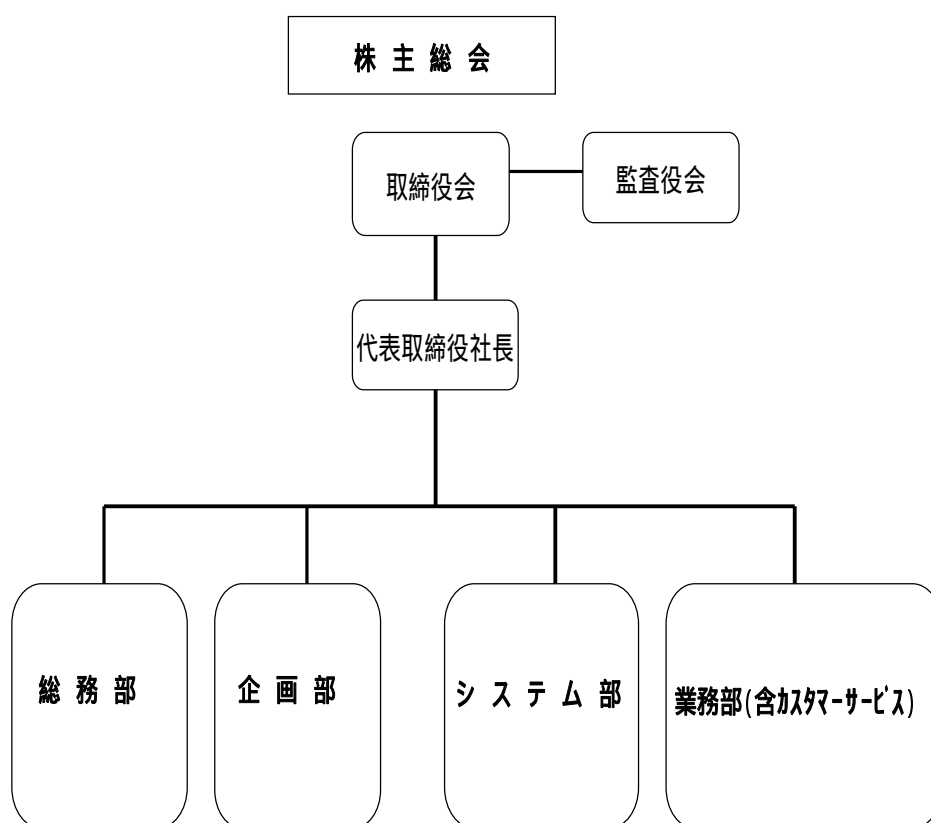 株 主 総 会
取締役会
監査役会
代表取締役社長
総 務 部
企 画 部
シ ス テ ム 部
業務部(含ｶｽﾀﾏｰｻｰﾋﾞｽ)